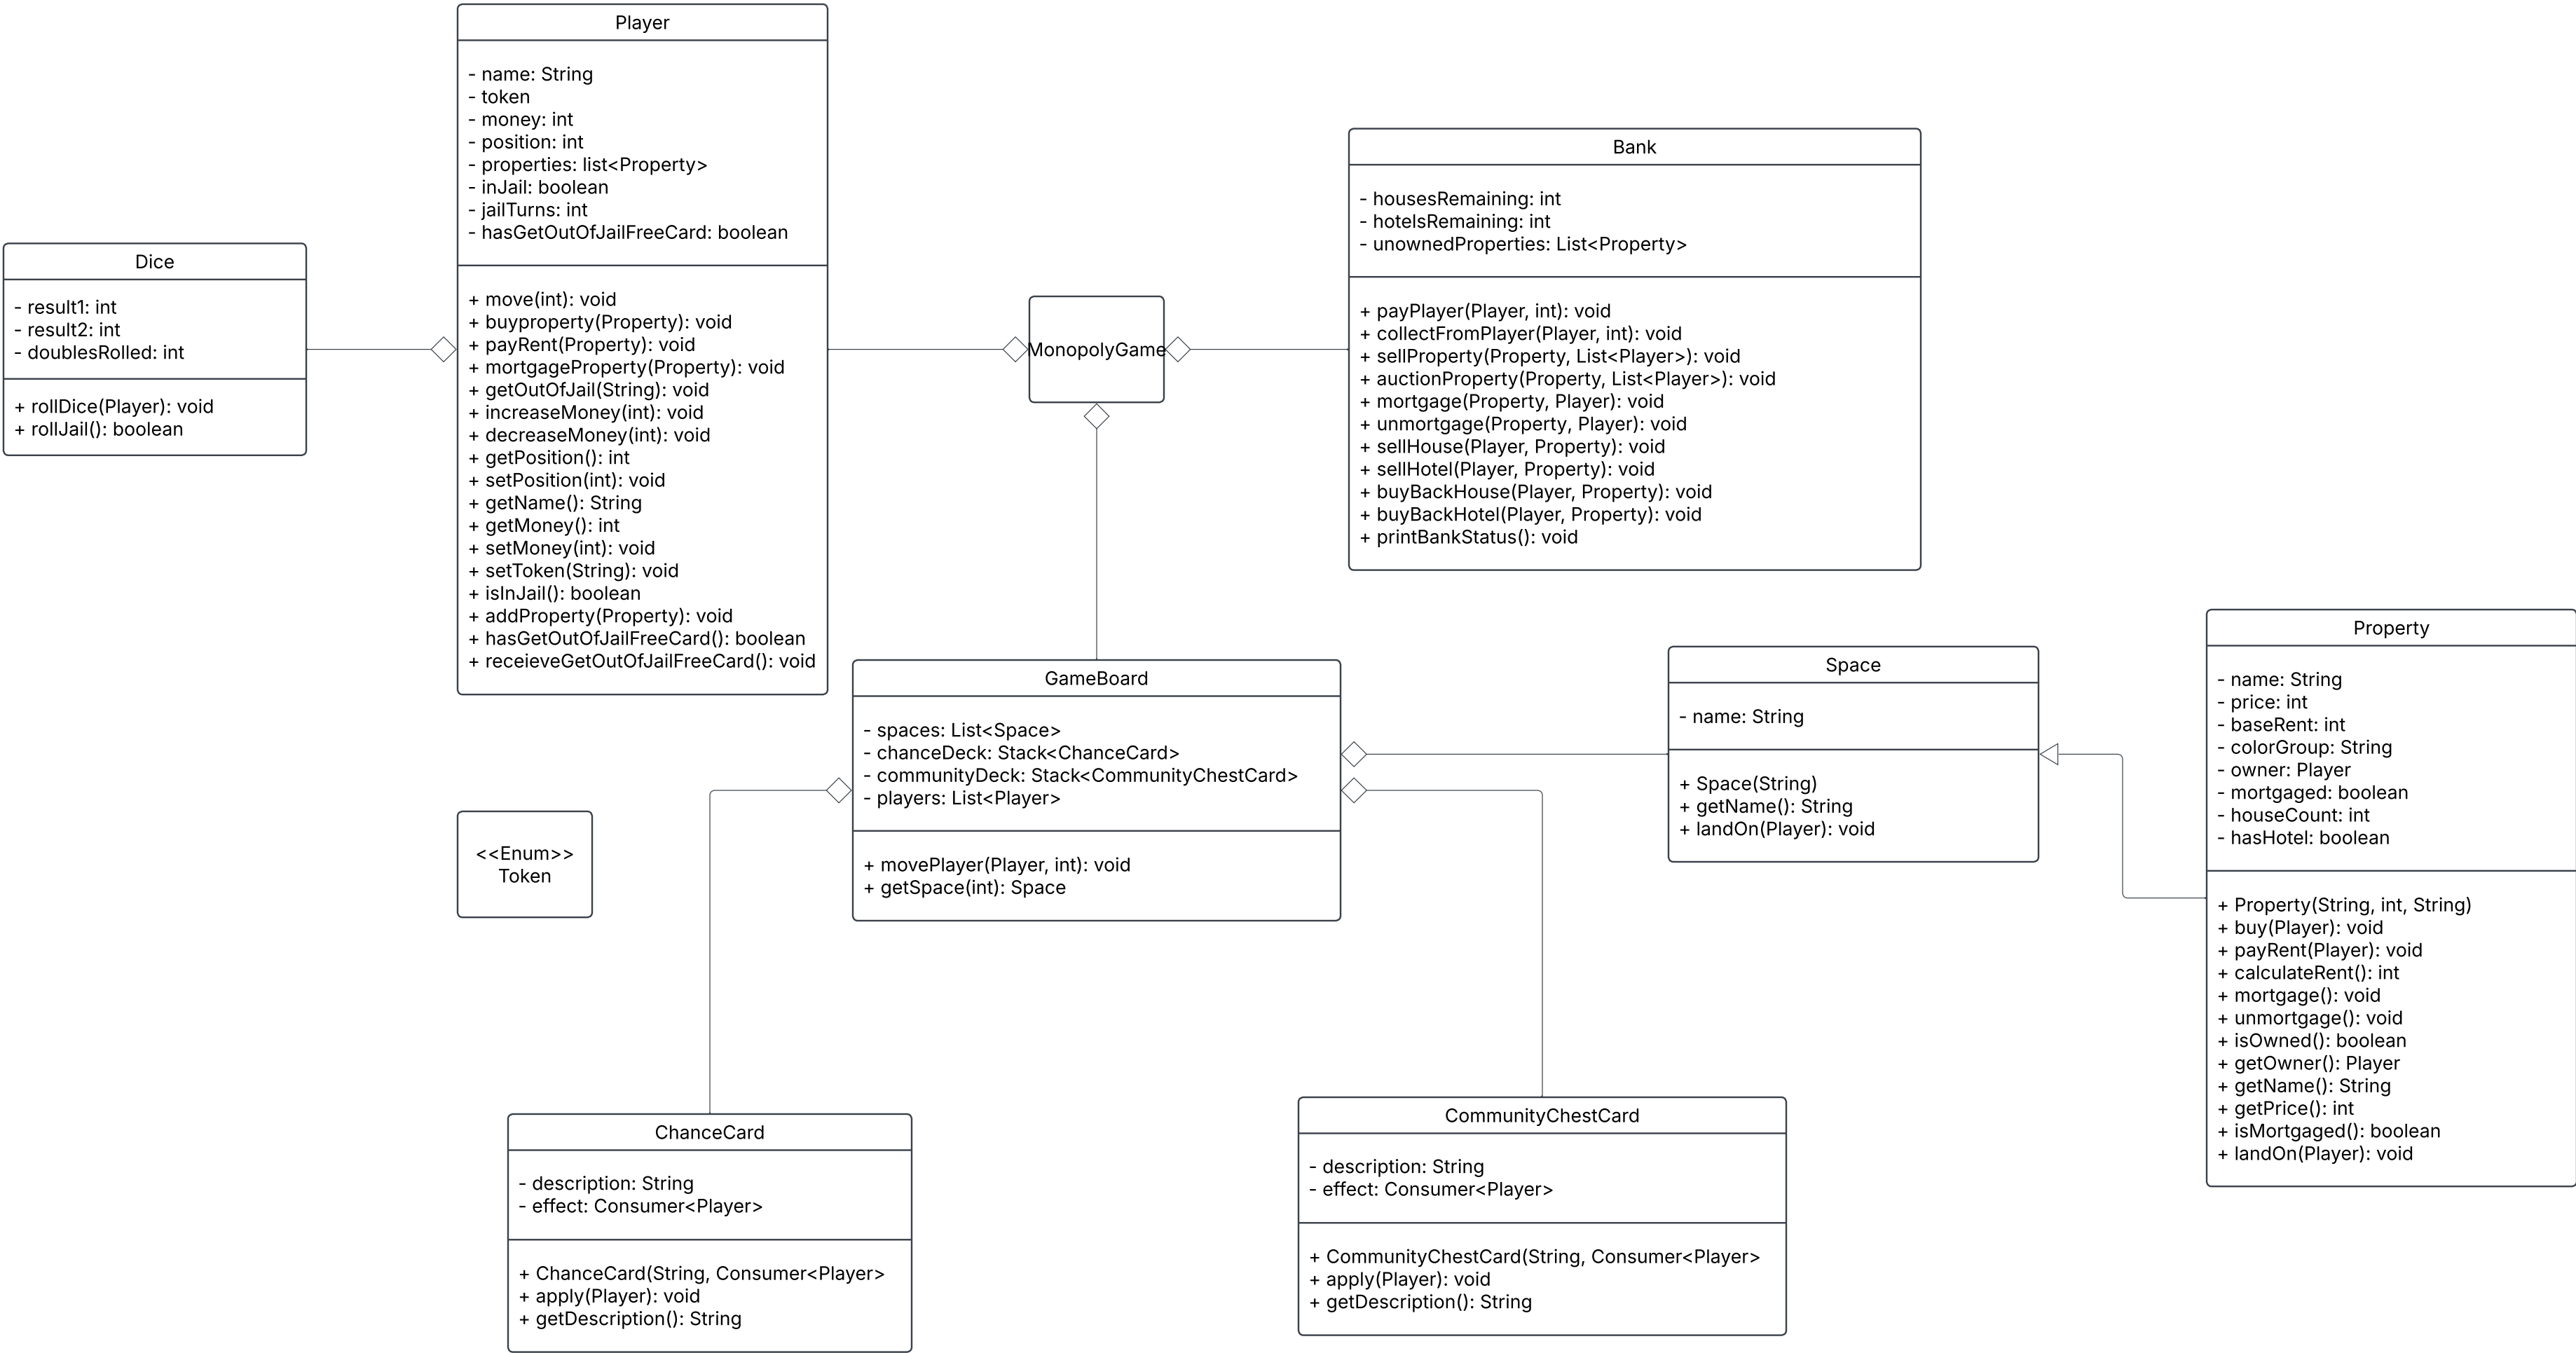 Player
- name: String
- token
- money: int
- position: int
- properties: list<Property>
- inJail: boolean
- jailTurns: int
- hasGetOutOfJailFreeCard: boolean
+ move(int): void
+ buyproperty(Property): void
+ payRent(Property): void
+ mortgageProperty(Property): void
+ getOutOfJail(String): void
+ increaseMoney(int): void
+ decreaseMoney(int): void
+ getPosition(): int
+ setPosition(int): void
+ getName(): String
+ getMoney(): int
+ setMoney(int): void
+ setToken(String): void
+ isInJail(): boolean
+ addProperty(Property): void
+ hasGetOutOfJailFreeCard(): boolean
+ receieveGetOutOfJailFreeCard(): void
Dice
- result1: int
- result2: int
- doublesRolled: int
+ rollDice(Player): void
+ rollJail(): boolean
MonopolyGame
Bank
- housesRemaining: int
- hotelsRemaining: int
- unownedProperties: List<Property>
+ payPlayer(Player, int): void
+ collectFromPlayer(Player, int): void
+ sellProperty(Property, List<Player>): void
+ auctionProperty(Property, List<Player>): void
+ mortgage(Property, Player): void
+ unmortgage(Property, Player): void
+ sellHouse(Player, Property): void
+ sellHotel(Player, Property): void
+ buyBackHouse(Player, Property): void
+ buyBackHotel(Player, Property): void
+ printBankStatus(): void
GameBoard
- spaces: List<Space>
- chanceDeck: Stack<ChanceCard>
- communityDeck: Stack<CommunityChestCard>
- players: List<Player>
+ movePlayer(Player, int): void
+ getSpace(int): Space
Space
- name: String
+ Space(String)
+ getName(): String
+ landOn(Player): void
Property
- name: String
- price: int
- baseRent: int
- colorGroup: String
- owner: Player
- mortgaged: boolean
- houseCount: int
- hasHotel: boolean
+ Property(String, int, String)
+ buy(Player): void
+ payRent(Player): void
+ calculateRent(): int
+ mortgage(): void
+ unmortgage(): void
+ isOwned(): boolean
+ getOwner(): Player
+ getName(): String
+ getPrice(): int
+ isMortgaged(): boolean
+ landOn(Player): void
<<Enum>>
Token
ChanceCard
- description: String
- effect: Consumer<Player>
+ ChanceCard(String, Consumer<Player>
+ apply(Player): void
+ getDescription(): String
CommunityChestCard
- description: String
- effect: Consumer<Player>
+ CommunityChestCard(String, Consumer<Player>
+ apply(Player): void
+ getDescription(): String